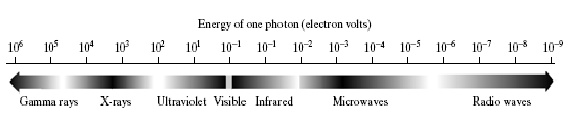 Energy of one photon (electron volts)
10⁶ 10⁵ 10⁴ 10³ 10² 10¹ 10⁻¹ 10⁻¹ 10⁻² 10⁻³ 10⁻⁴ 10⁻⁵ 10⁻⁶ 10⁻⁷ 10⁻⁸ 10⁻⁹
Gamma rays X-rays Ultraviolet Visible Infrared Microwaves Radio waves